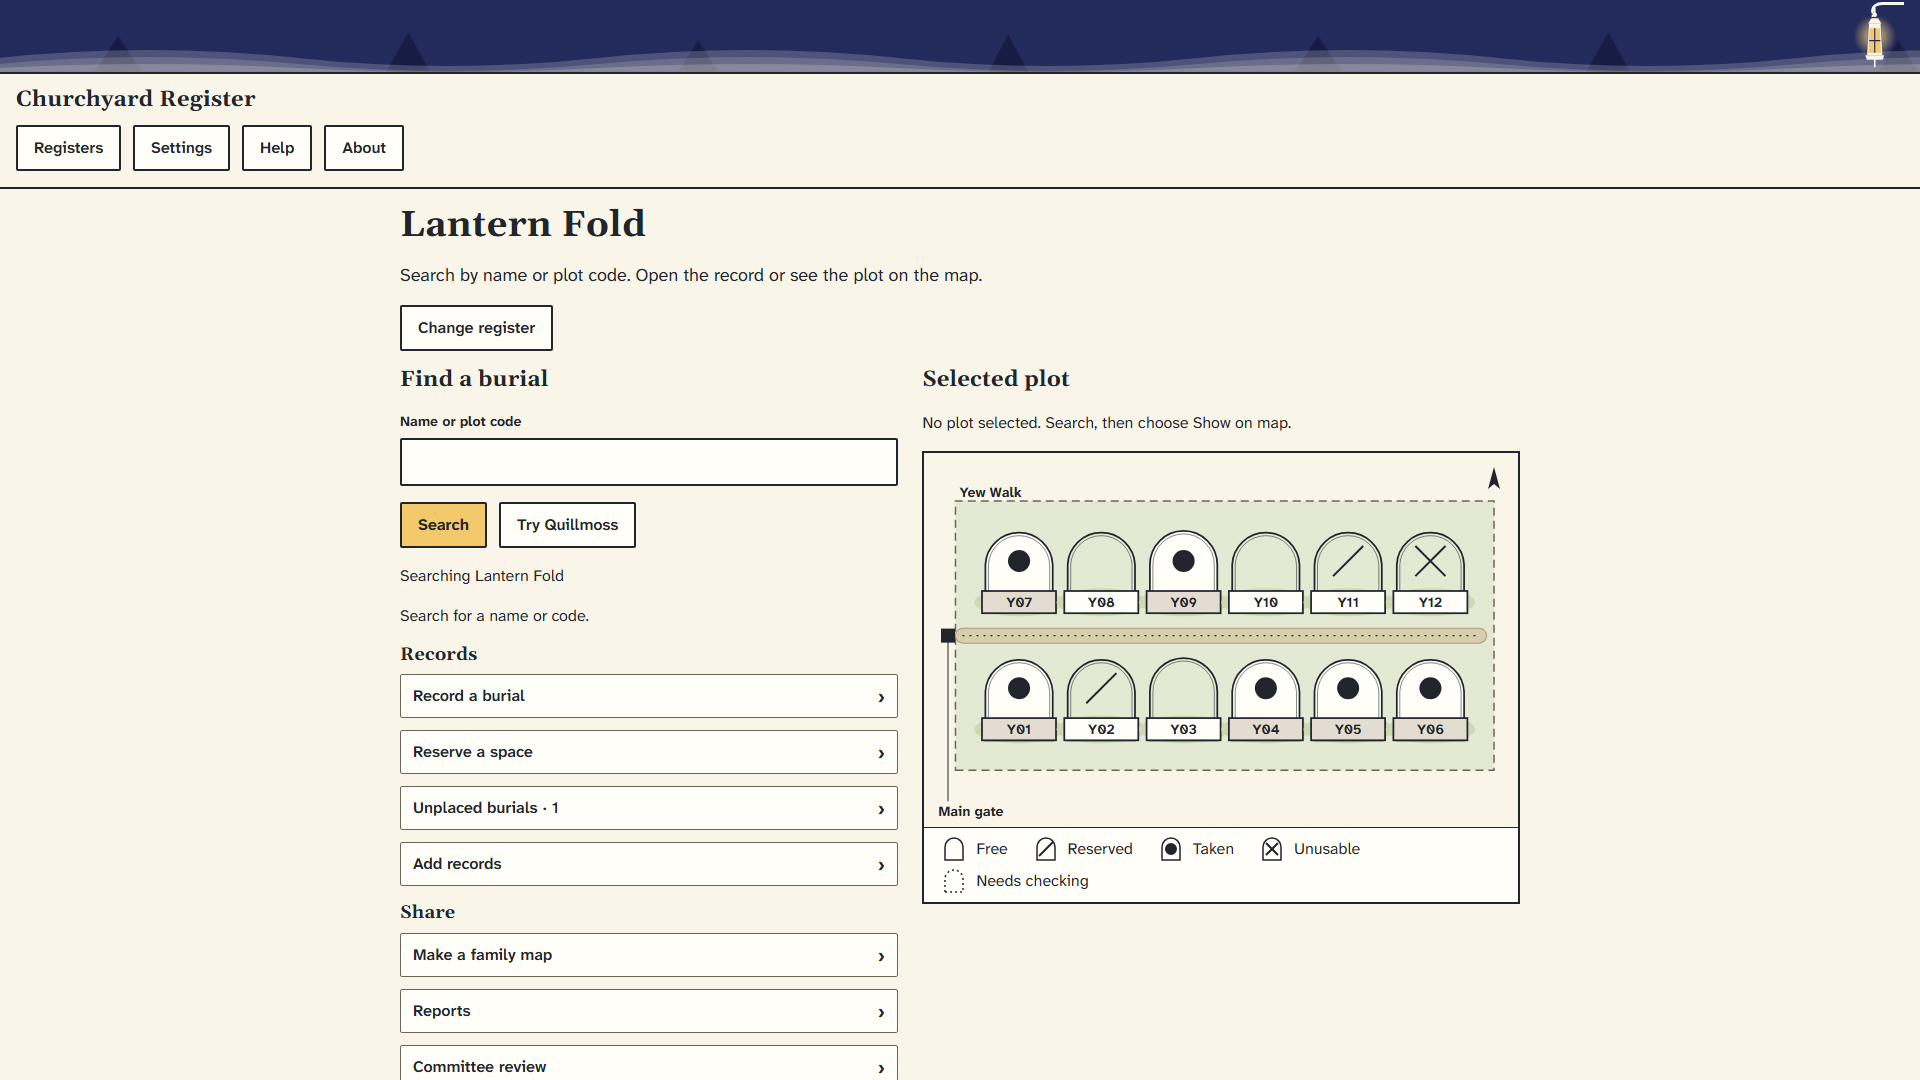 Churchyard Register
Registers
Settings
Help
About
Lantern Fold
Search by name or plot code. Open the record or see the plot on the map.
Change register
Find a burial
Name or plot code
Search
Try Quillmoss
Searching Lantern Fold
Search for a name or code.
Records
Record a burial
Reserve a space
Unplaced burials · 1
Add records
Share
Make a family map
Reports
Committee review
Selected plot
No plot selected. Search, then choose Show on map.
Yew Walk
Y07 Y08 Y09 Y10 Y11 Y12
Y01 Y02 Y03 Y04 Y05 Y06
Main gate
Free Reserved Taken Unusable
Needs checking